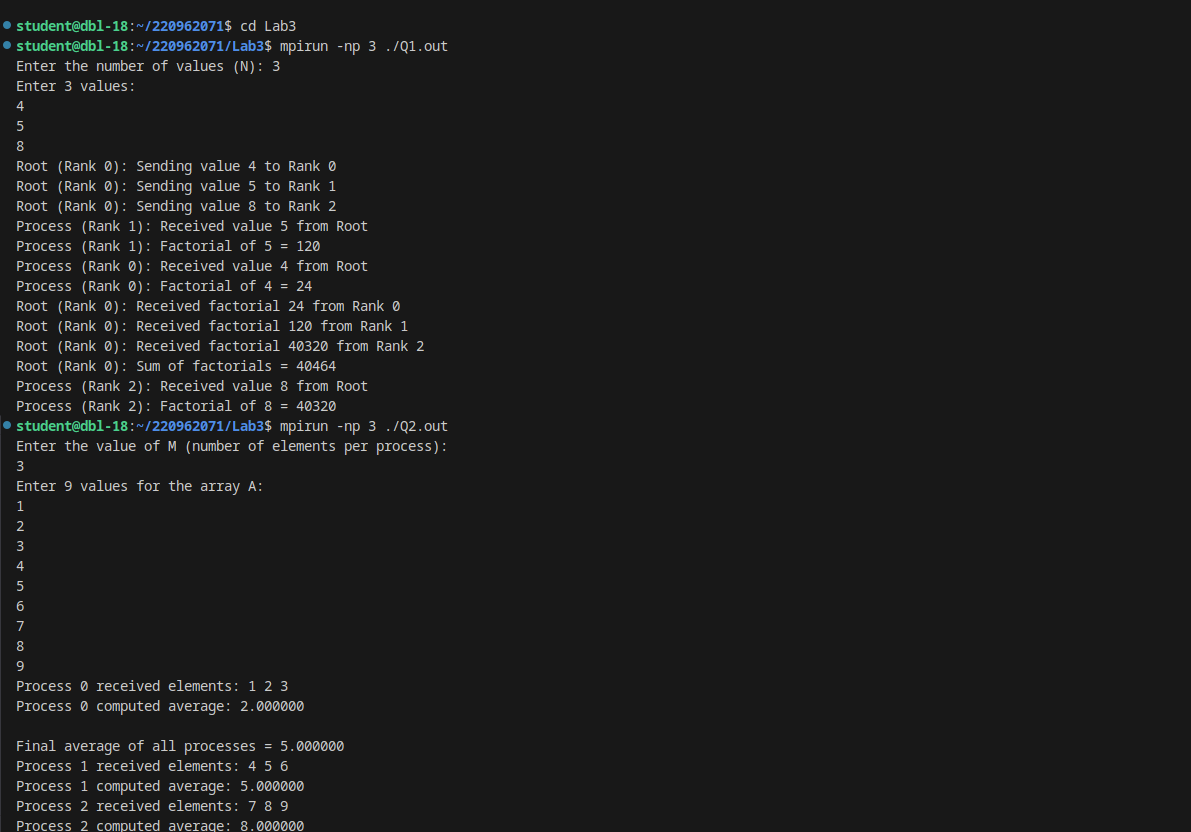 student@dbl-18:~/220962071$ cd Lab3
student@dbl-18:~/220962071/Lab3$ mpirun -np 3 ./Q1.out
Enter the number of values (N): 3
Enter 3 values:
4
5
8
Root (Rank 0): Sending value 4 to Rank 0
Root (Rank 0): Sending value 5 to Rank 1
Root (Rank 0): Sending value 8 to Rank 2
Process (Rank 1): Received value 5 from Root
Process (Rank 1): Factorial of 5 = 120
Process (Rank 0): Received value 4 from Root
Process (Rank 0): Factorial of 4 = 24
Root (Rank 0): Received factorial 24 from Rank 0
Root (Rank 0): Received factorial 120 from Rank 1
Root (Rank 0): Received factorial 40320 from Rank 2
Root (Rank 0): Sum of factorials = 40464
Process (Rank 2): Received value 8 from Root
Process (Rank 2): Factorial of 8 = 40320
student@dbl-18:~/220962071/Lab3$ mpirun -np 3 ./Q2.out
Enter the value of M (number of elements per process):
3
Enter 9 values for the array A:
1
2
3
4
5
6
7
8
9
Process 0 received elements: 1 2 3
Process 0 computed average: 2.000000

Final average of all processes = 5.000000
Process 1 received elements: 4 5 6
Process 1 computed average: 5.000000
Process 2 received elements: 7 8 9
Process 2 computed average: 8.000000